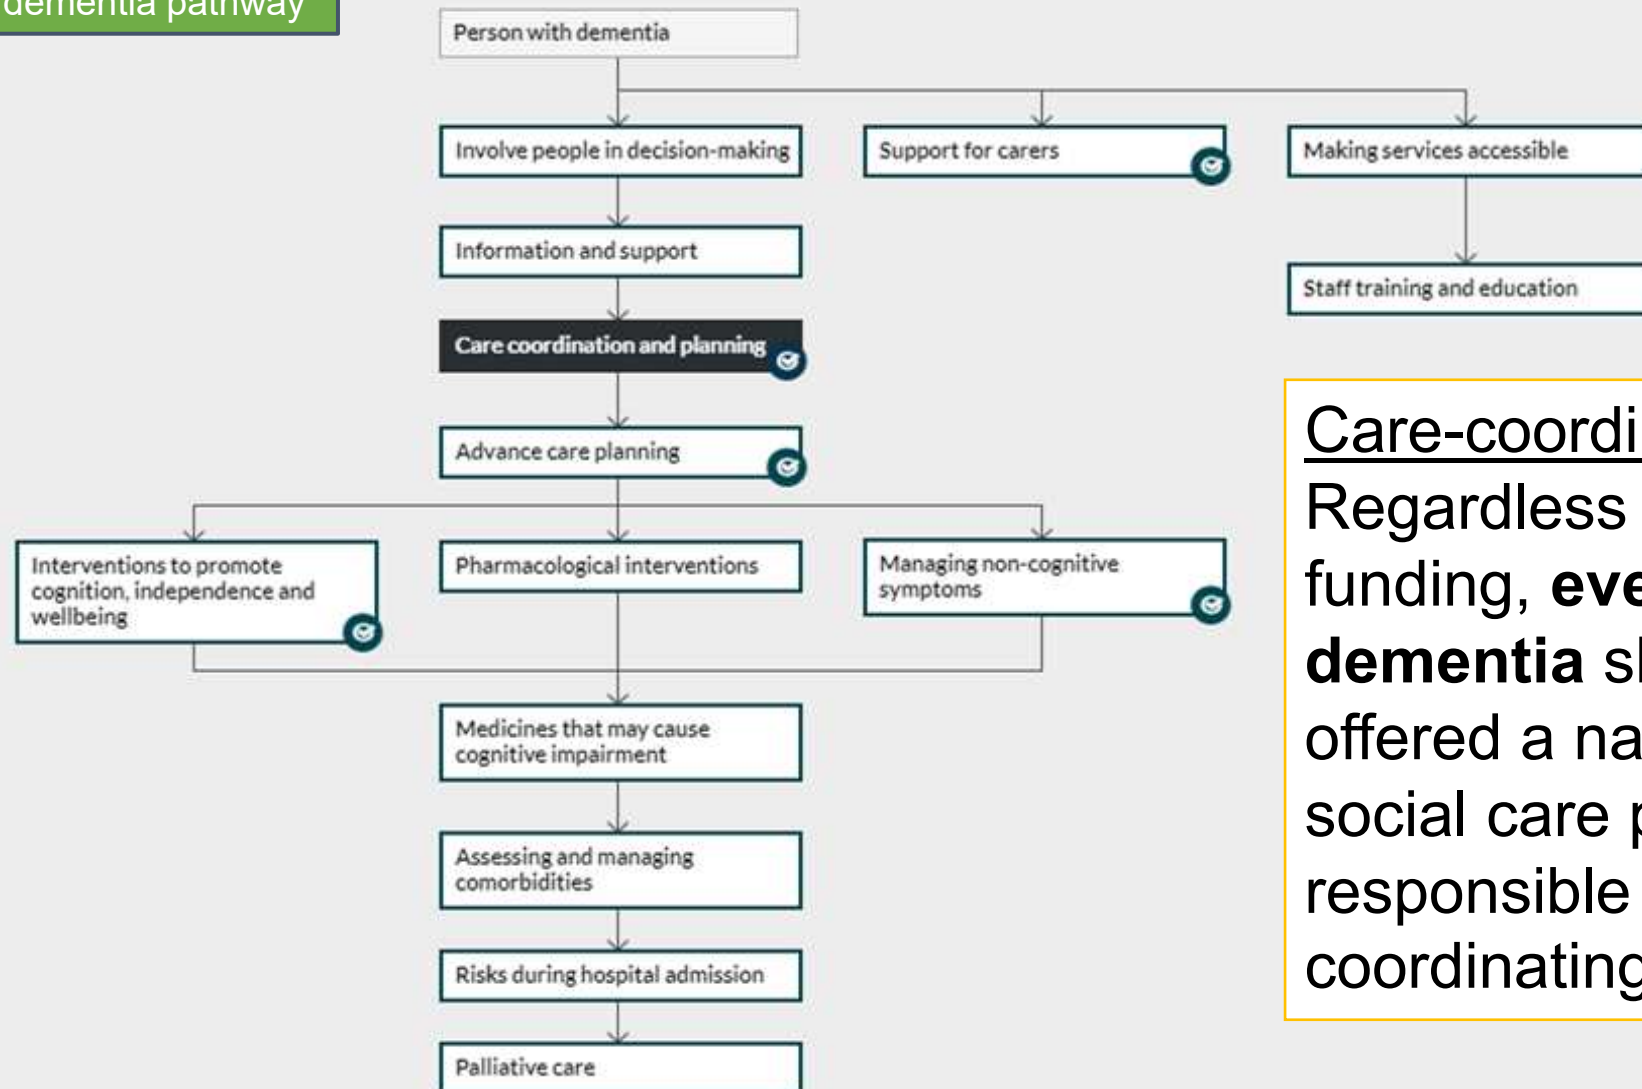 dementia pathway
Person with dementia
Involve people in decision-making
Support for carers
Making services accessible
Information and support
Staff training and education
Care coordination and planning
Advance care planning
Interventions to promote
cognition, independence and
wellbeing
Pharmacological interventions
Managing non-cognitive
symptoms
Medicines that may cause
cognitive impairment
Assessing and managing
comorbidities
Risks during hospital admission
Palliative care
Care-coordi
Regardless
funding, eve
dementia s
offered a na
social care p
responsible
coordinating